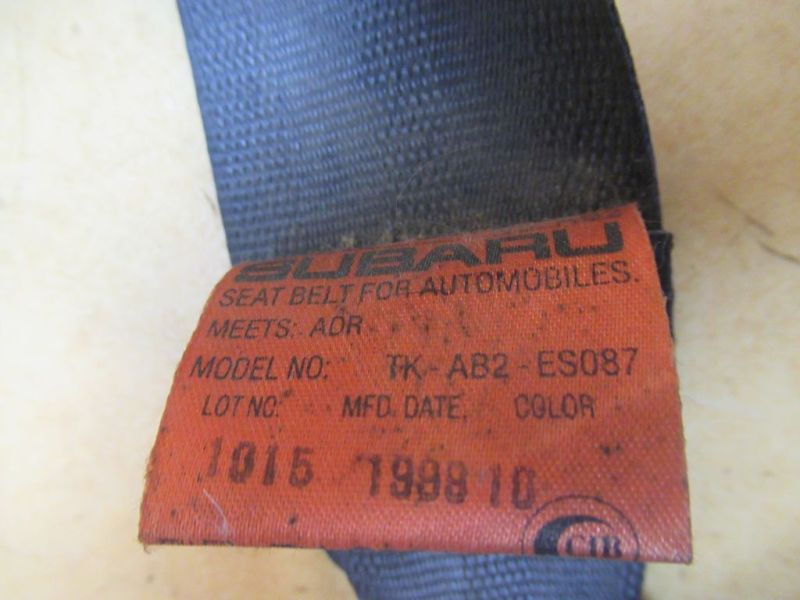 SUBARU
SEAT BELT FOR AUTOMOBILES.
MEETS: ADR
MODEL NO: TK-AB2-ES087
LOT NO: MFD. DATE, COLOR
1015 1998 10